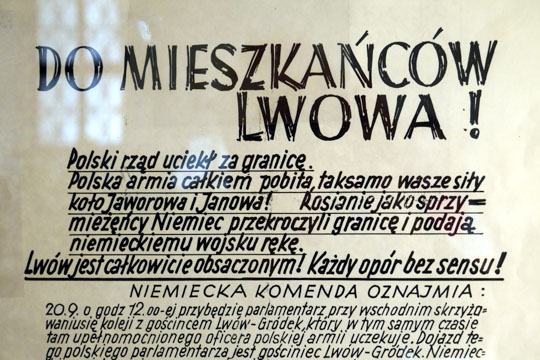 DO MIESZKAŃCÓW
LWOWA!
Polski rząd uciekł za granicę.
Polska armia całkiem pobita, taksamo wasze siły
koło Jaworowa i Janowa! Rosianie jako sprzy=
mieżeńcy Niemiec przekroczyli granicę i podają
niemieckiemu wojsku rękę.
Lwów jest całkowicie obsaczonym! Każdy opór bez sensu!
NIEMIECKA KOMENDA OZNAJMIA:
20.9. o godz 12.00-ej przybędzie parlamentarz przy wschodnim skrzyżo=
waniusię koleji z gościncem Lwów-Gródek, który, w tym samym czasie
tam upełnomocnionego oficera polskiej armii uczekuje. Dojazd te=
go polskiego parlamentarza jest gościniec Lwów-Gródek. Niemiec